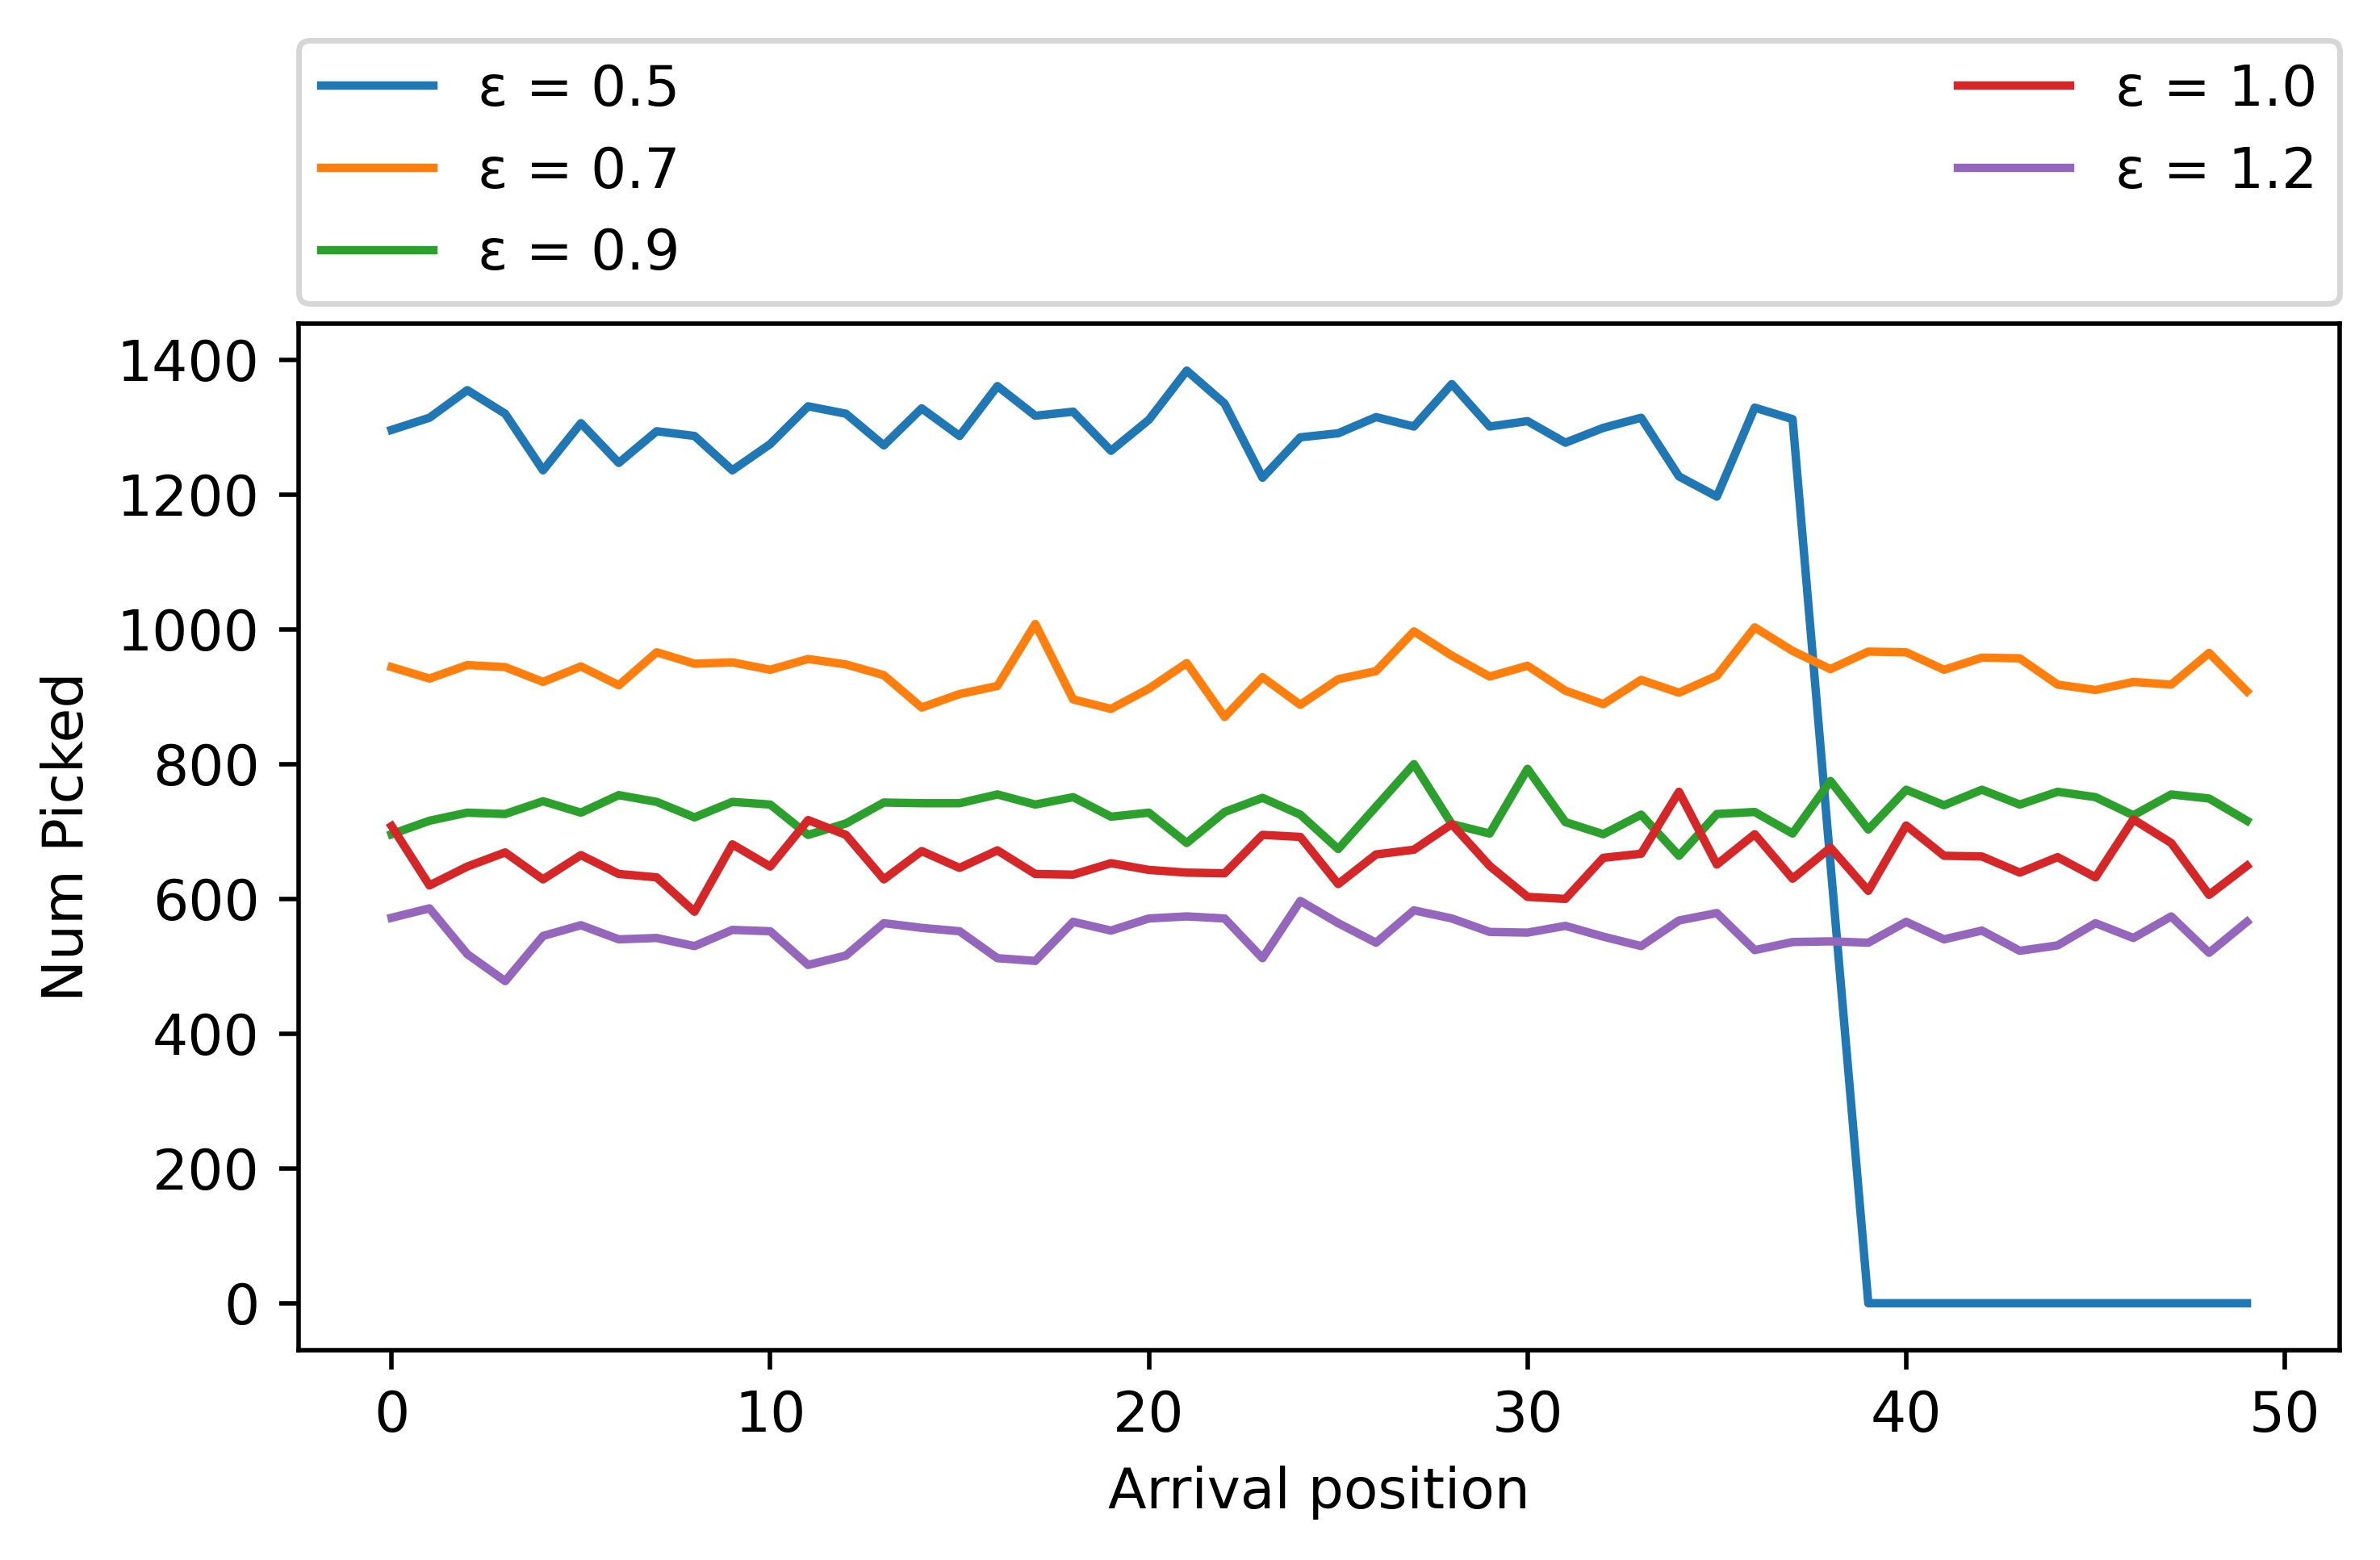 ε = 0.5
ε = 0.7
ε = 0.9
ε = 1.0
ε = 1.2
1400
1200
1000
800
600
400
200
0
Num Picked
0 10 20 30 40 50
Arrival position